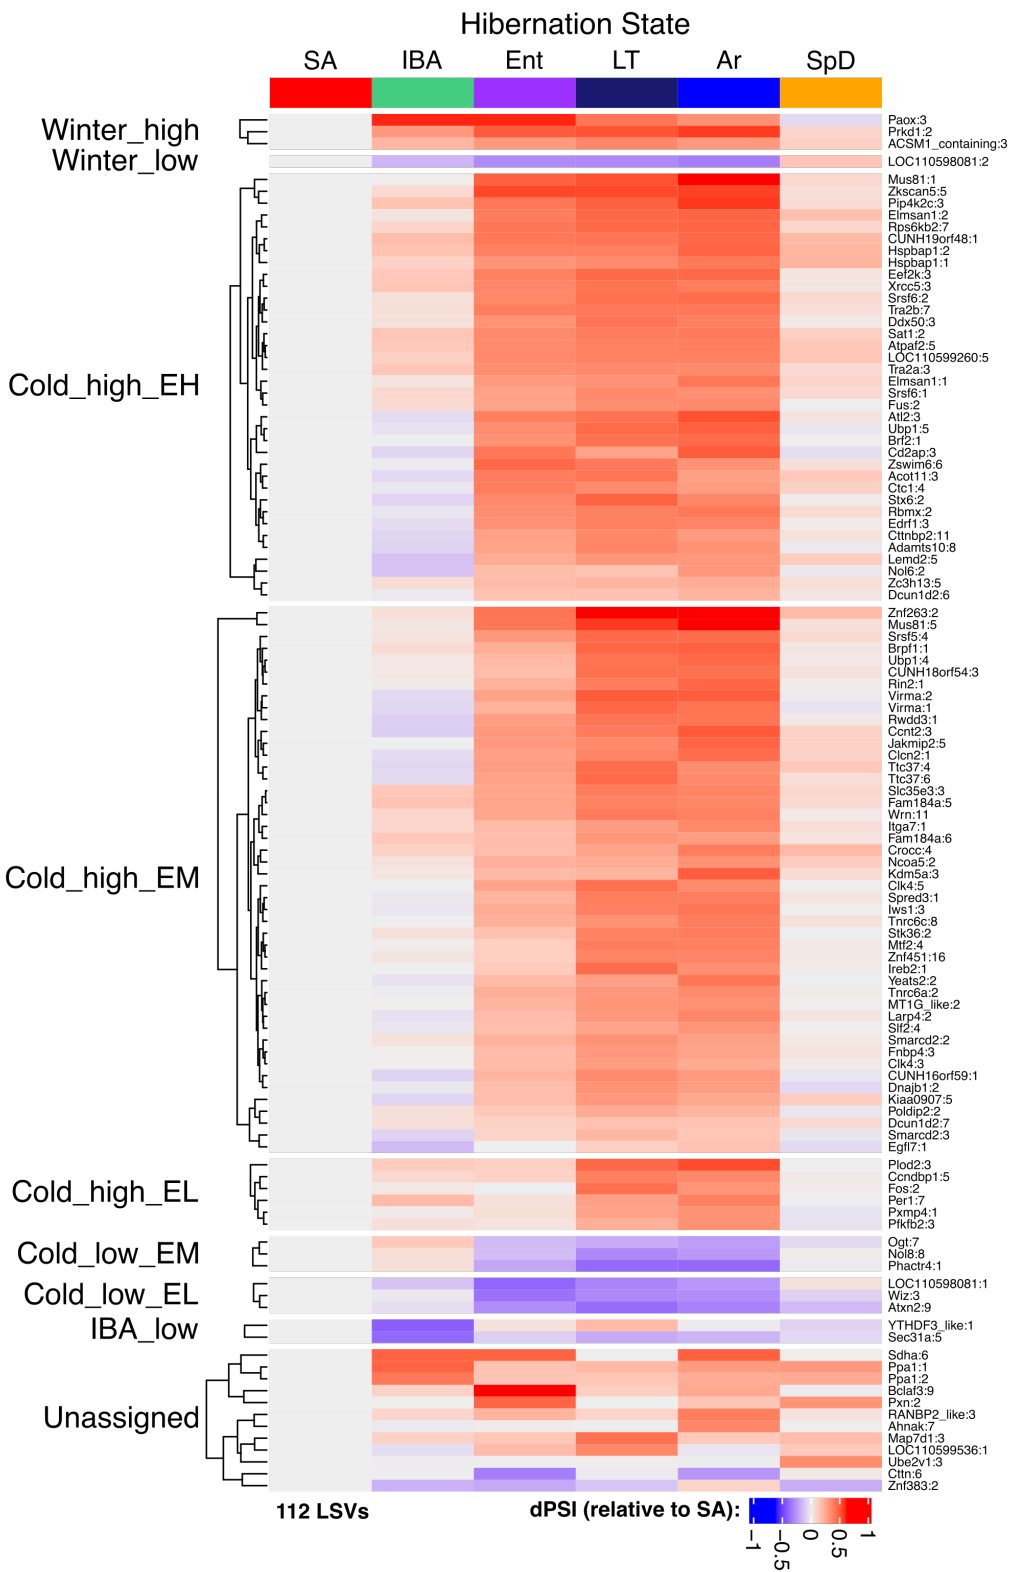 Hibernation State
SA IBA Ent LT Ar SpD
Winter_high
Paox:3
Prkd1:2
ACSM1_containing:3
Winter_low
LOC110598081:2
Cold_high_EH
Mus81:1
Zkscan5:5
Pip4k2c:3
Elmsan1:2
Rps6kb2:7
CUNH19orf48:1
Hspbap1:2
Hspbap1:1
Eef2k:3
Xrcc5:3
Srsf6:2
Tra2b:7
Ddx50:3
Sat1:2
Atpaf2:5
LOC110599260:5
Tra2a:3
Elmsan1:1
Srsf6:1
Fus:2
Atl2:3
Ubp1:5
Brf2:1
Cd2ap:3
Zswim6:6
Acot11:3
Ctc1:4
Stx6:2
Rbmx:2
Edrf1:3
Cttnbp2:11
Adamts10:8
Lemd2:5
Nol6:2
Zc3h13:5
Dcun1d2:6
Cold_high_EM
Znf263:2
Mus81:5
Srsf5:4
Brpf1:1
Ubp1:4
CUNH18orf54:3
Rin2:1
Virma:2
Virma:1
Rwdd3:1
Ccnt2:3
Jakmip2:5
Clcn2:1
Ttc37:4
Ttc37:6
Slc35e3:3
Fam184a:5
Wrn:11
Itga7:1
Fam184a:6
Crocc:4
Ncoa5:2
Kdm5a:3
Clk4:5
Spred3:1
Iws1:3
Tnrc6c:8
Stk36:2
Mtf2:4
Znf451:16
Ireb2:1
Yeats2:2
Tnrc6a:2
MT1G_like:2
Larp4:2
Slf2:4
Smarcd2:2
Fnbp4:3
Clk4:3
CUNH16orf59:1
Dnajb1:2
Kiaa0907:5
Poldip2:2
Dcun1d2:7
Smarcd2:3
Egfl7:1
Cold_high_EL
Plod2:3
Ccndbp1:5
Fos:2
Per1:7
Pxmp4:1
Pfkfb2:3
Cold_low_EM
Ogt:7
Nol8:8
Phactr4:1
Cold_low_EL
LOC110598081:1
Wiz:3
Atxn2:9
IBA_low
YTHDF3_like:1
Sec31a:5
Unassigned
Sdha:6
Ppa1:1
Ppa1:2
Bclaf3:9
Pxn:2
RANBP2_like:3
Ahnak:7
Map7d1:3
LOC110599536:1
Ube2v1:3
Cttn:6
Znf383:2
112 LSVs
dPSI (relative to SA):
−1 −0.5 0 0.5 1